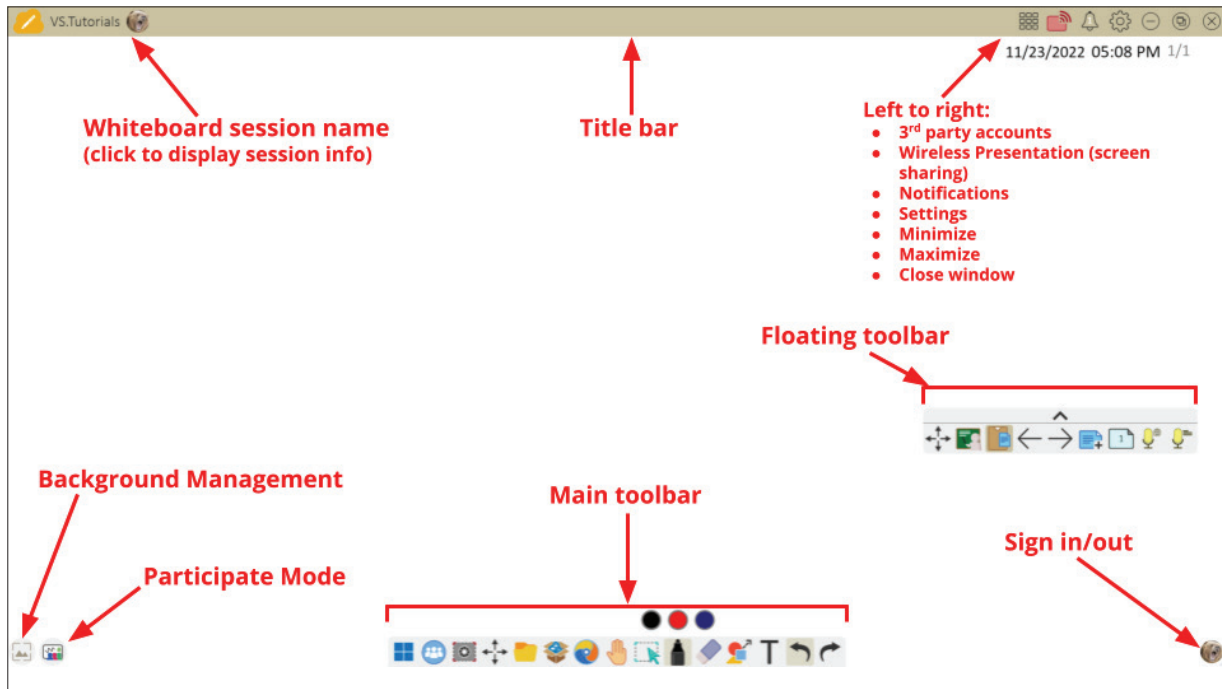 VS.Tutorials
11/23/2022 05:08 PM 1/1
Whiteboard session name
(click to display session info)
Title bar
Left to right:
● 3rd party accounts
● Wireless Presentation (screen
sharing)
● Notifications
● Settings
● Minimize
● Maximize
● Close window
Floating toolbar
1
Background Management
Main toolbar
Sign in/out
Participate Mode
T